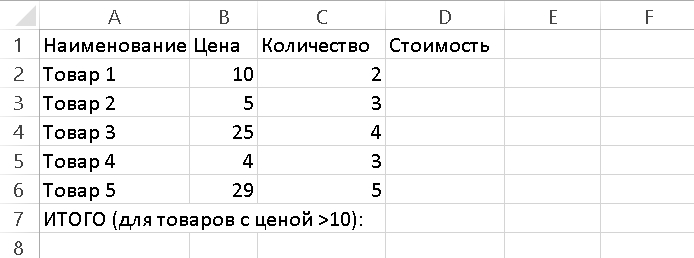 A B C D E F
1 Наименование Цена Количество Стоимость
2 Товар 1 10 2
3 Товар 2 5 3
4 Товар 3 25 4
5 Товар 4 4 3
6 Товар 5 29 5
7 ИТОГО (для товаров с ценой >10):
8